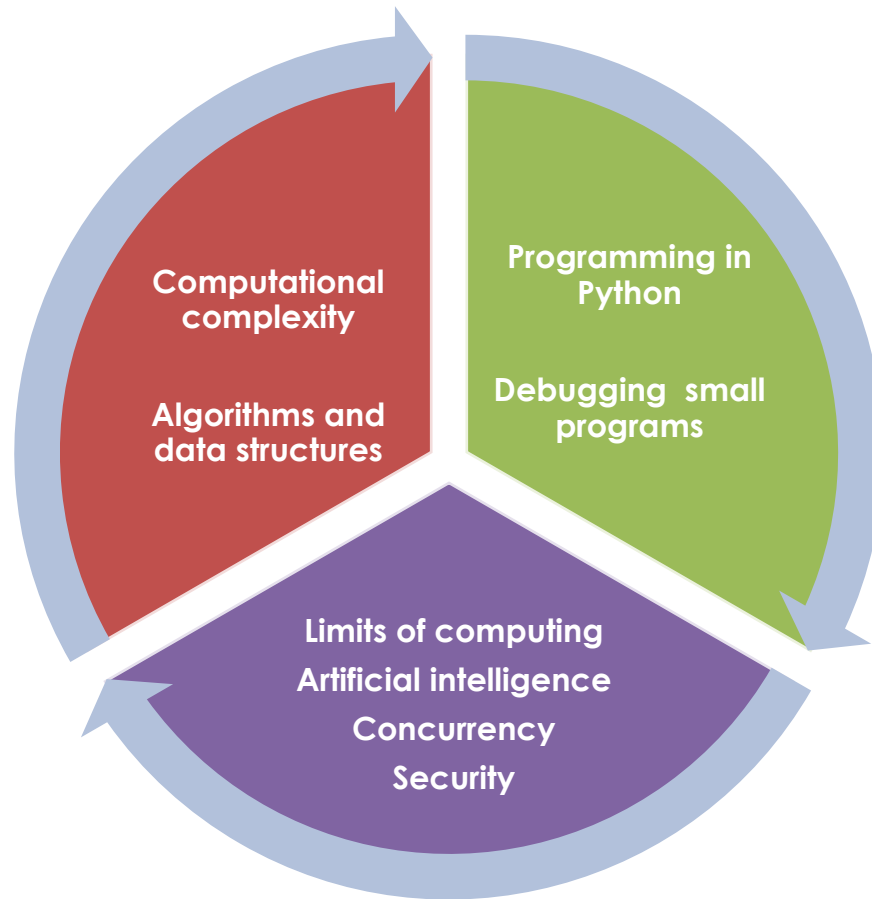 Computational
complexity
Algorithms and
data structures
Programming in
Python
Debugging  small
programs
Limits of computing
Artificial intelligence
Concurrency
Security